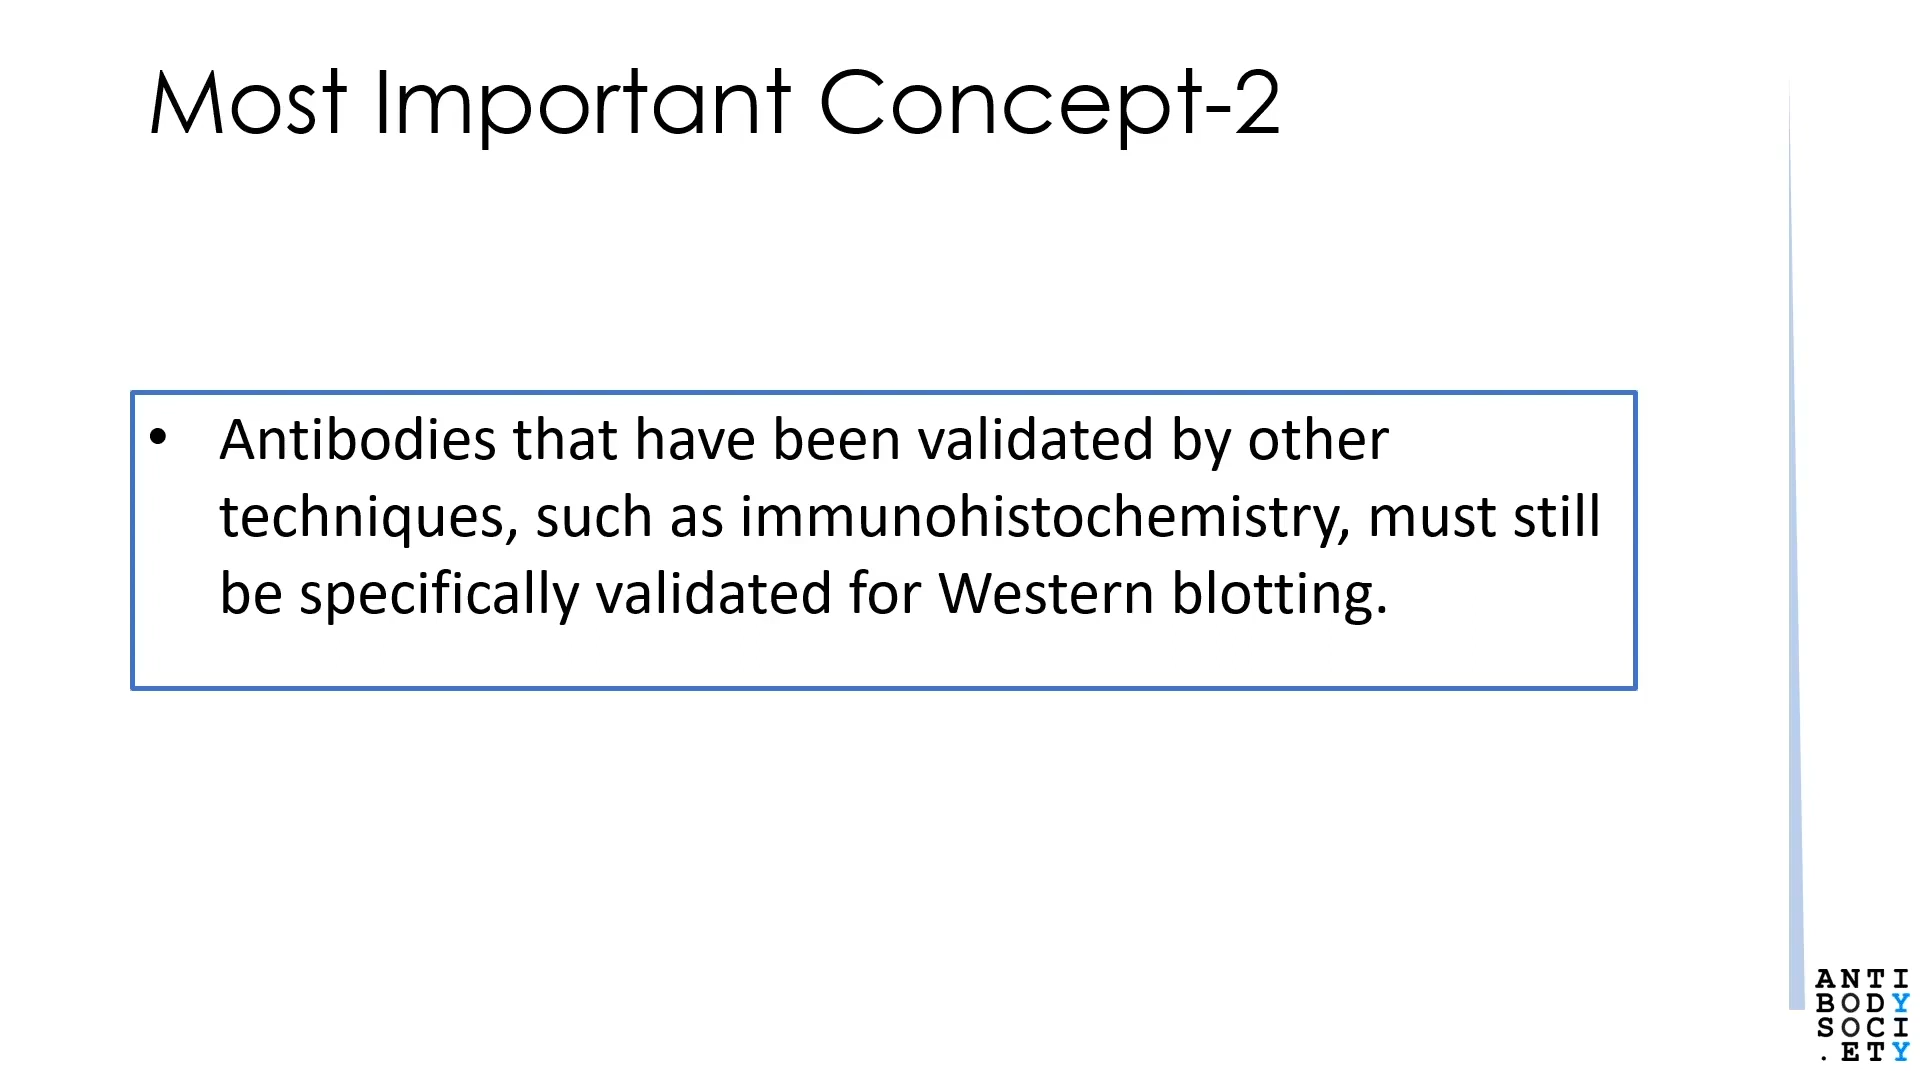 Most Important Concept-2
• Antibodies that have been validated by other
techniques, such as immunohistochemistry, must still
be specifically validated for Western blotting.
ANTI
BODY
SOCI
.ETY